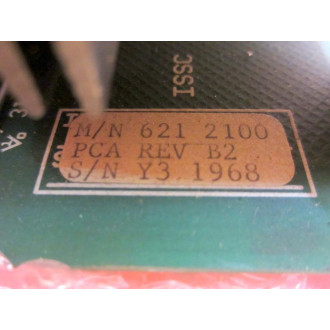 ISSC
M/N 621 2100
PCA REV B2
S/N Y3 1968